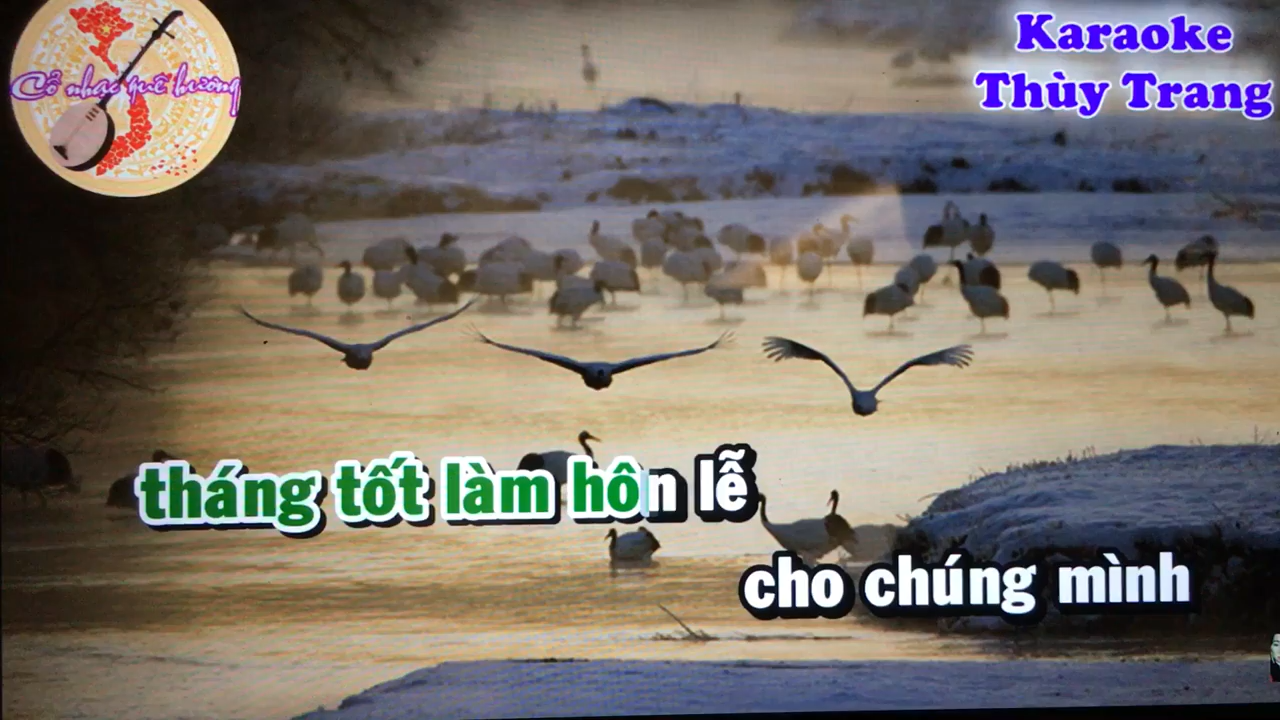 Cổ nhạc quê hương
Karaoke
Thùy Trang
tháng tốt làm hôn lễ
cho chúng mình